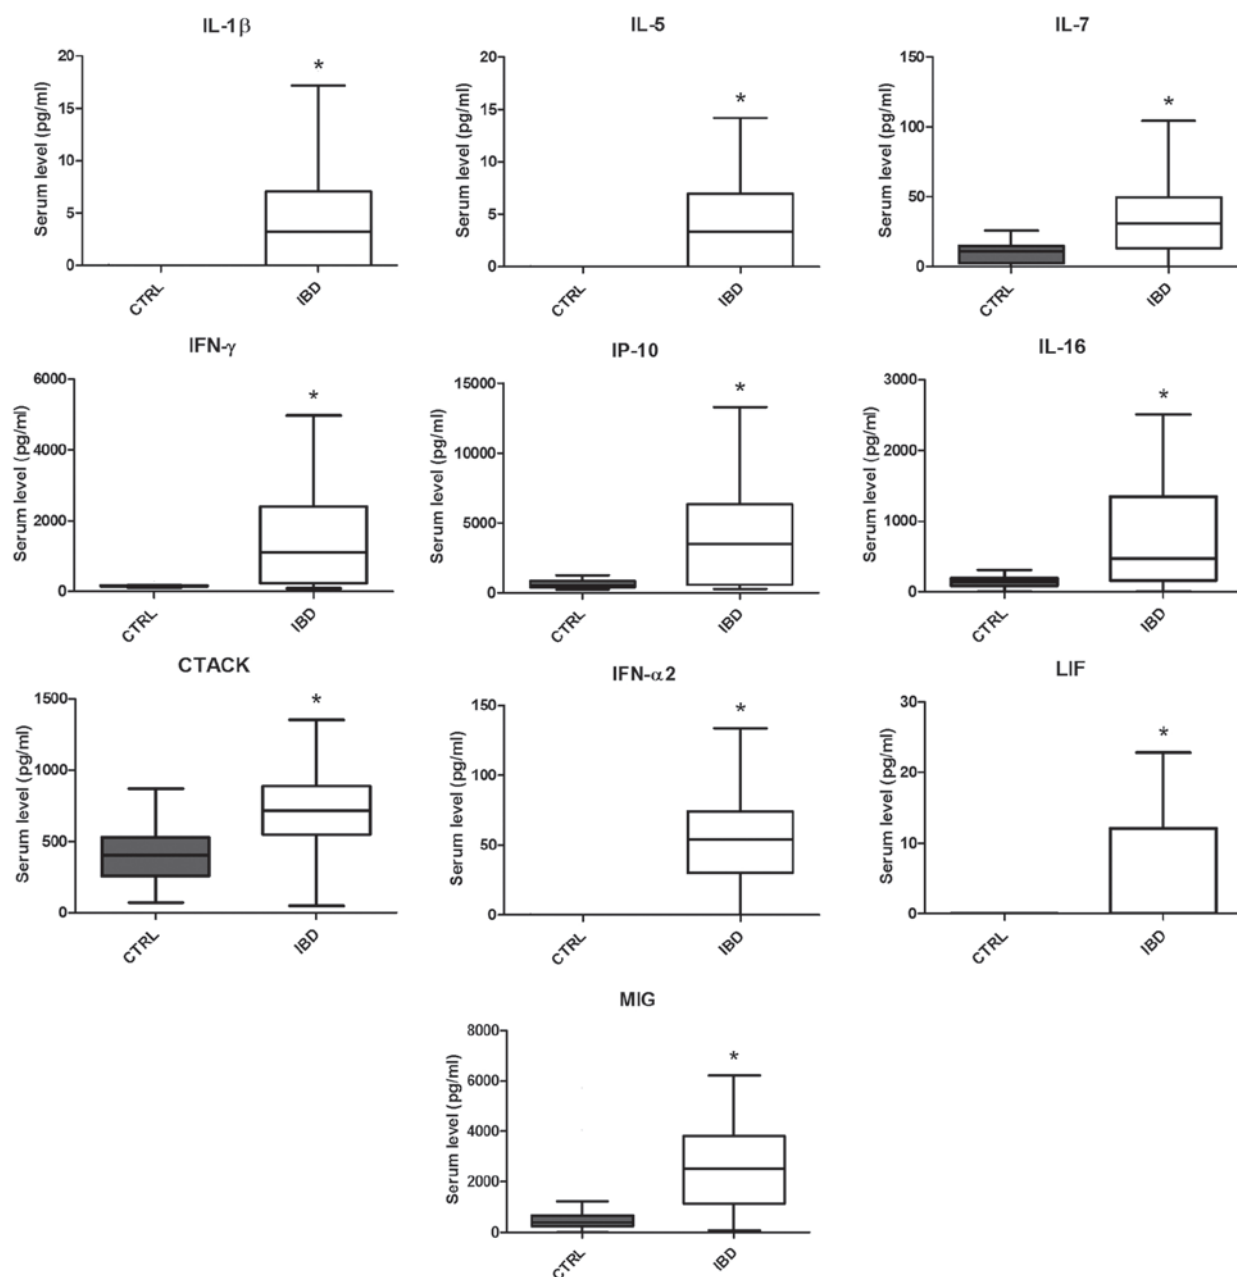 IL-1β
Serum level (pg/ml)
20
15
10
5
0
*
CTRL
IBD
IL-5
Serum level (pg/ml)
20
15
10
5
0
*
CTRL
IBD
IL-7
Serum level (pg/ml)
150
100
50
0
*
CTRL
IBD
IFN-γ
Serum level (pg/ml)
6000
4000
2000
0
*
CTRL
IBD
IP-10
Serum level (pg/ml)
15000
10000
5000
0
*
CTRL
IBD
IL-16
Serum level (pg/ml)
3000
2000
1000
0
*
CTRL
IBD
CTACK
Serum level (pg/ml)
1500
1000
500
0
*
CTRL
IBD
IFN-α2
Serum level (pg/ml)
150
100
50
0
*
CTRL
IBD
LIF
Serum level (pg/ml)
30
20
10
0
*
CTRL
IBD
MIG
Serum level (pg/ml)
8000
6000
4000
2000
0
*
CTRL
IBD